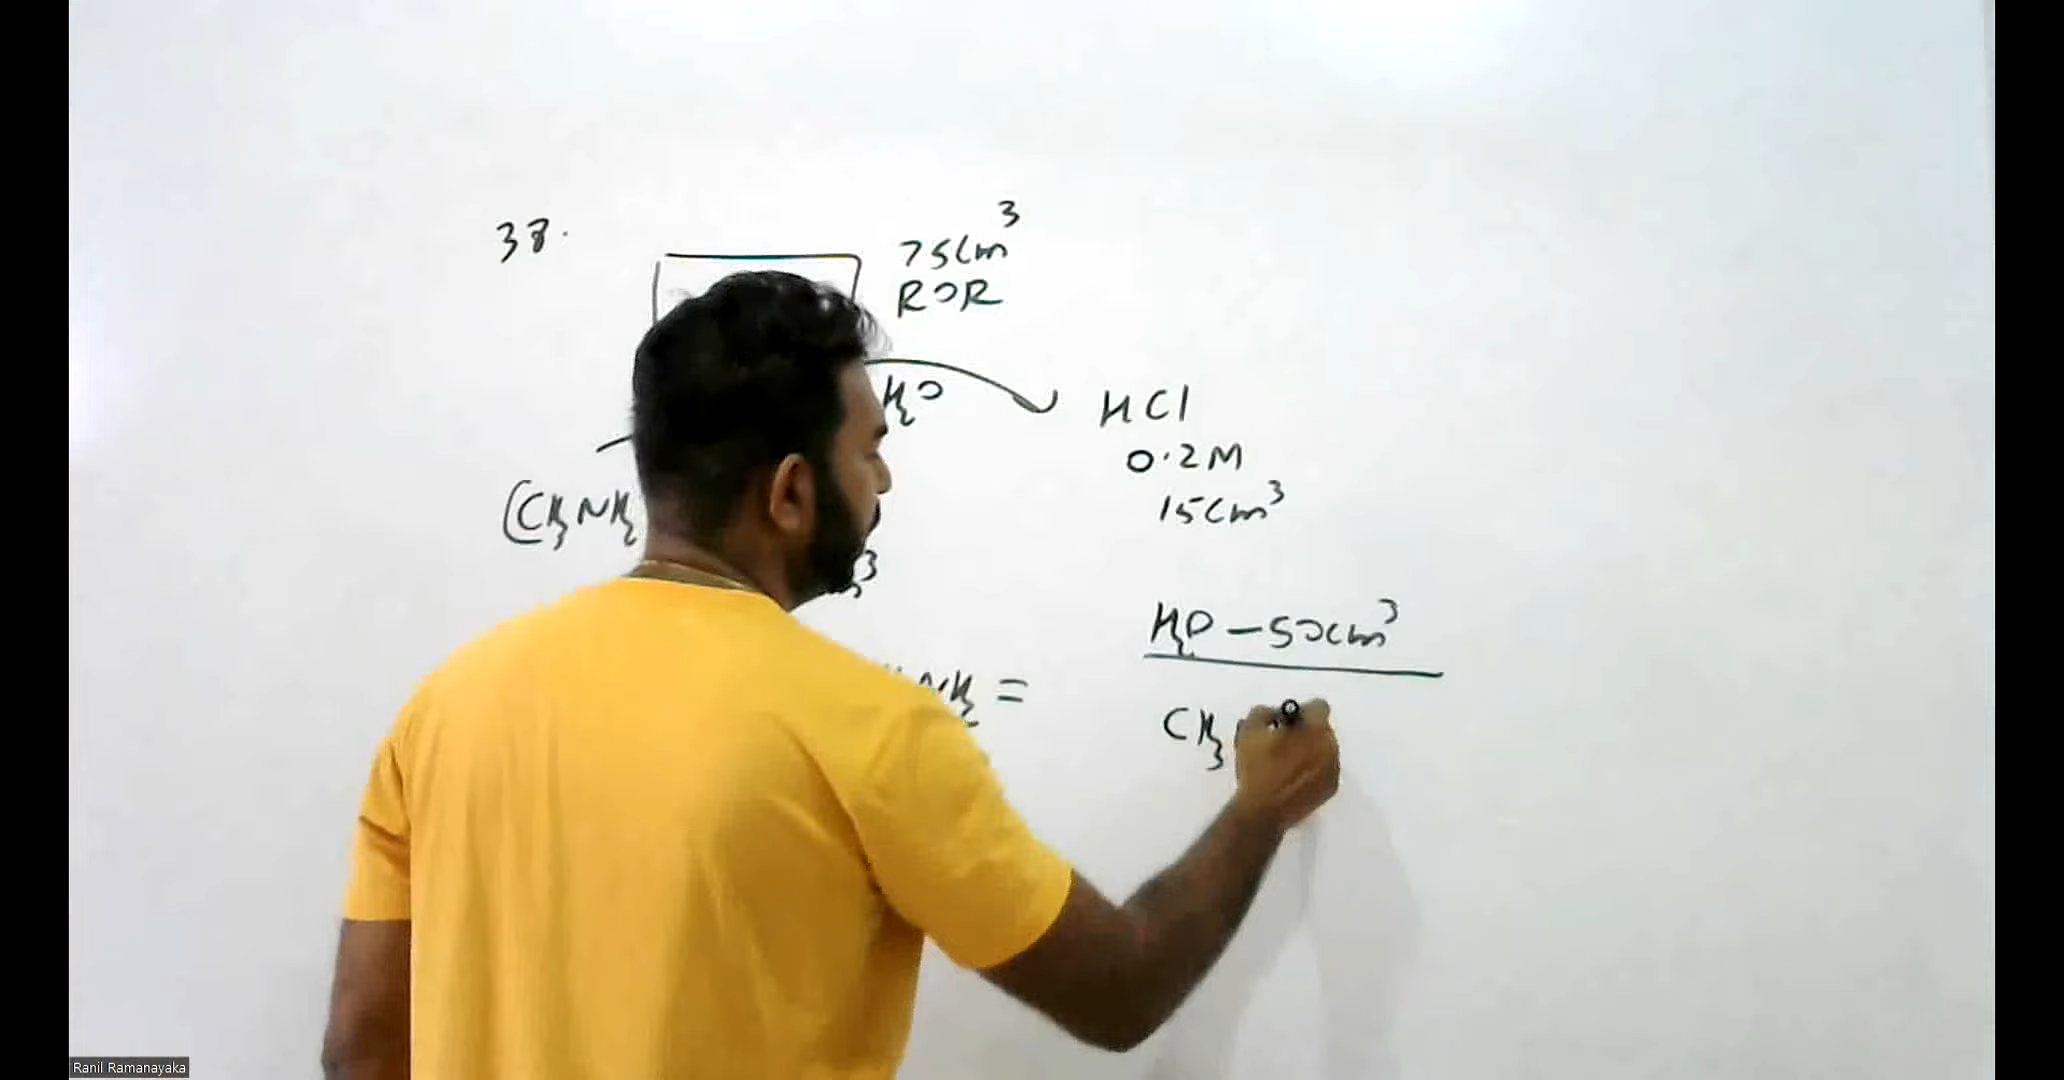 38.
75cm³
ROR
H₂O
HCl
0.2M
15cm³
(CH₃NH₂
H₂O - 50cm³
NH₂ =
CH₃
Ranil Ramanayaka